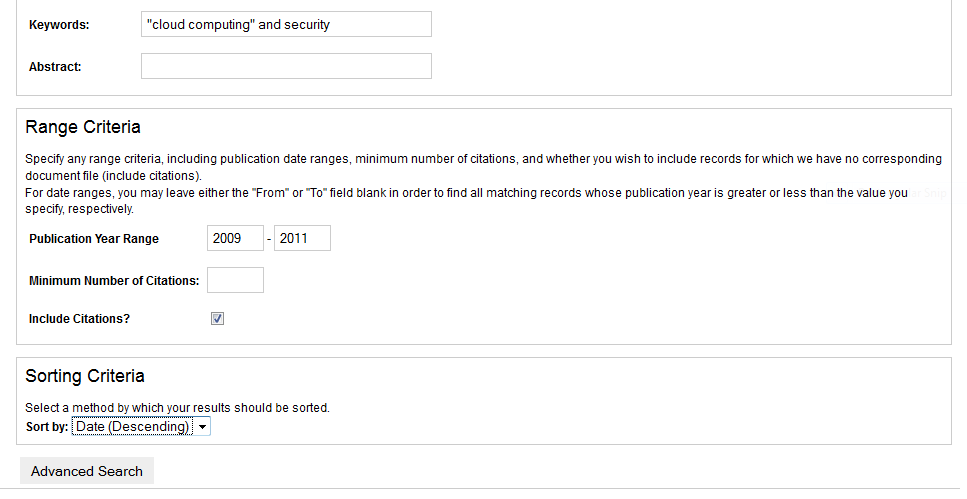 Keywords: "cloud computing" and security
Abstract:
Range Criteria
Specify any range criteria, including publication date ranges, minimum number of citations, and whether you wish to include records for which we have no corresponding
document file (include citations).
For date ranges, you may leave either the "From" or "To" field blank in order to find all matching records whose publication year is greater or less than the value you
specify, respectively.
Publication Year Range 2009 - 2011
Minimum Number of Citations:
Include Citations?
Sorting Criteria
Select a method by which your results should be sorted.
Sort by: Date (Descending)
Advanced Search